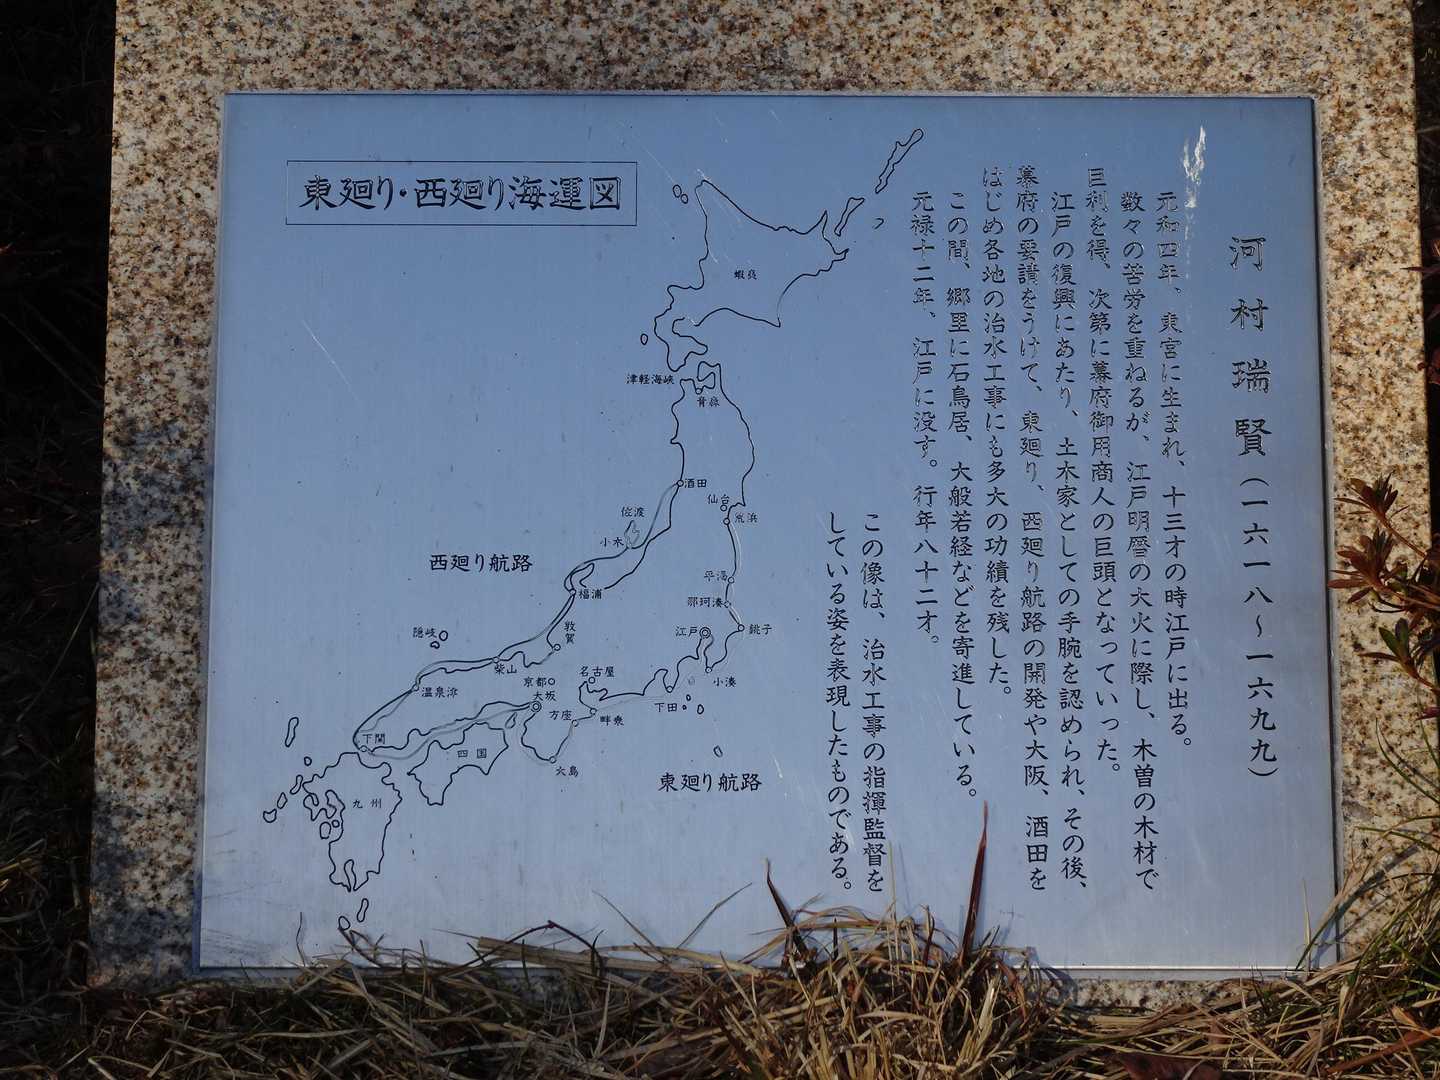 東廻り・西廻り海運図
河村瑞賢(一六一八〜一六九九)
元和四年、東宮に生まれ、十三才の時江戸に出る。
数々の苦労を重ねるが、江戸明暦の大火に際し、木曽の木材で
巨利を得、次第に幕府御用商人の巨頭となっていった。
江戸の復興にあたり、土木家としての手腕を認められ、その後、
幕府の要請をうけて、東廻り、西廻り航路の開発や大阪、酒田を
はじめ各地の治水工事にも多大の功績を残した。
この間、郷里に石鳥居、大般若経などを寄進している。
元禄十二年、江戸に没す。行年八十二才。
この像は、治水工事の指揮監督を
している姿を表現したものである。
蝦夷
津軽海峡
青森
酒田
仙台
荒浜
佐渡
小木
西廻り航路
平潟
那珂湊
福浦
江戸
銚子
隠岐
敦賀
柴山
名古屋
小湊
京都
温泉津
大坂
下田
方座
畔乗
下関
四国
大島
東廻り航路
九州